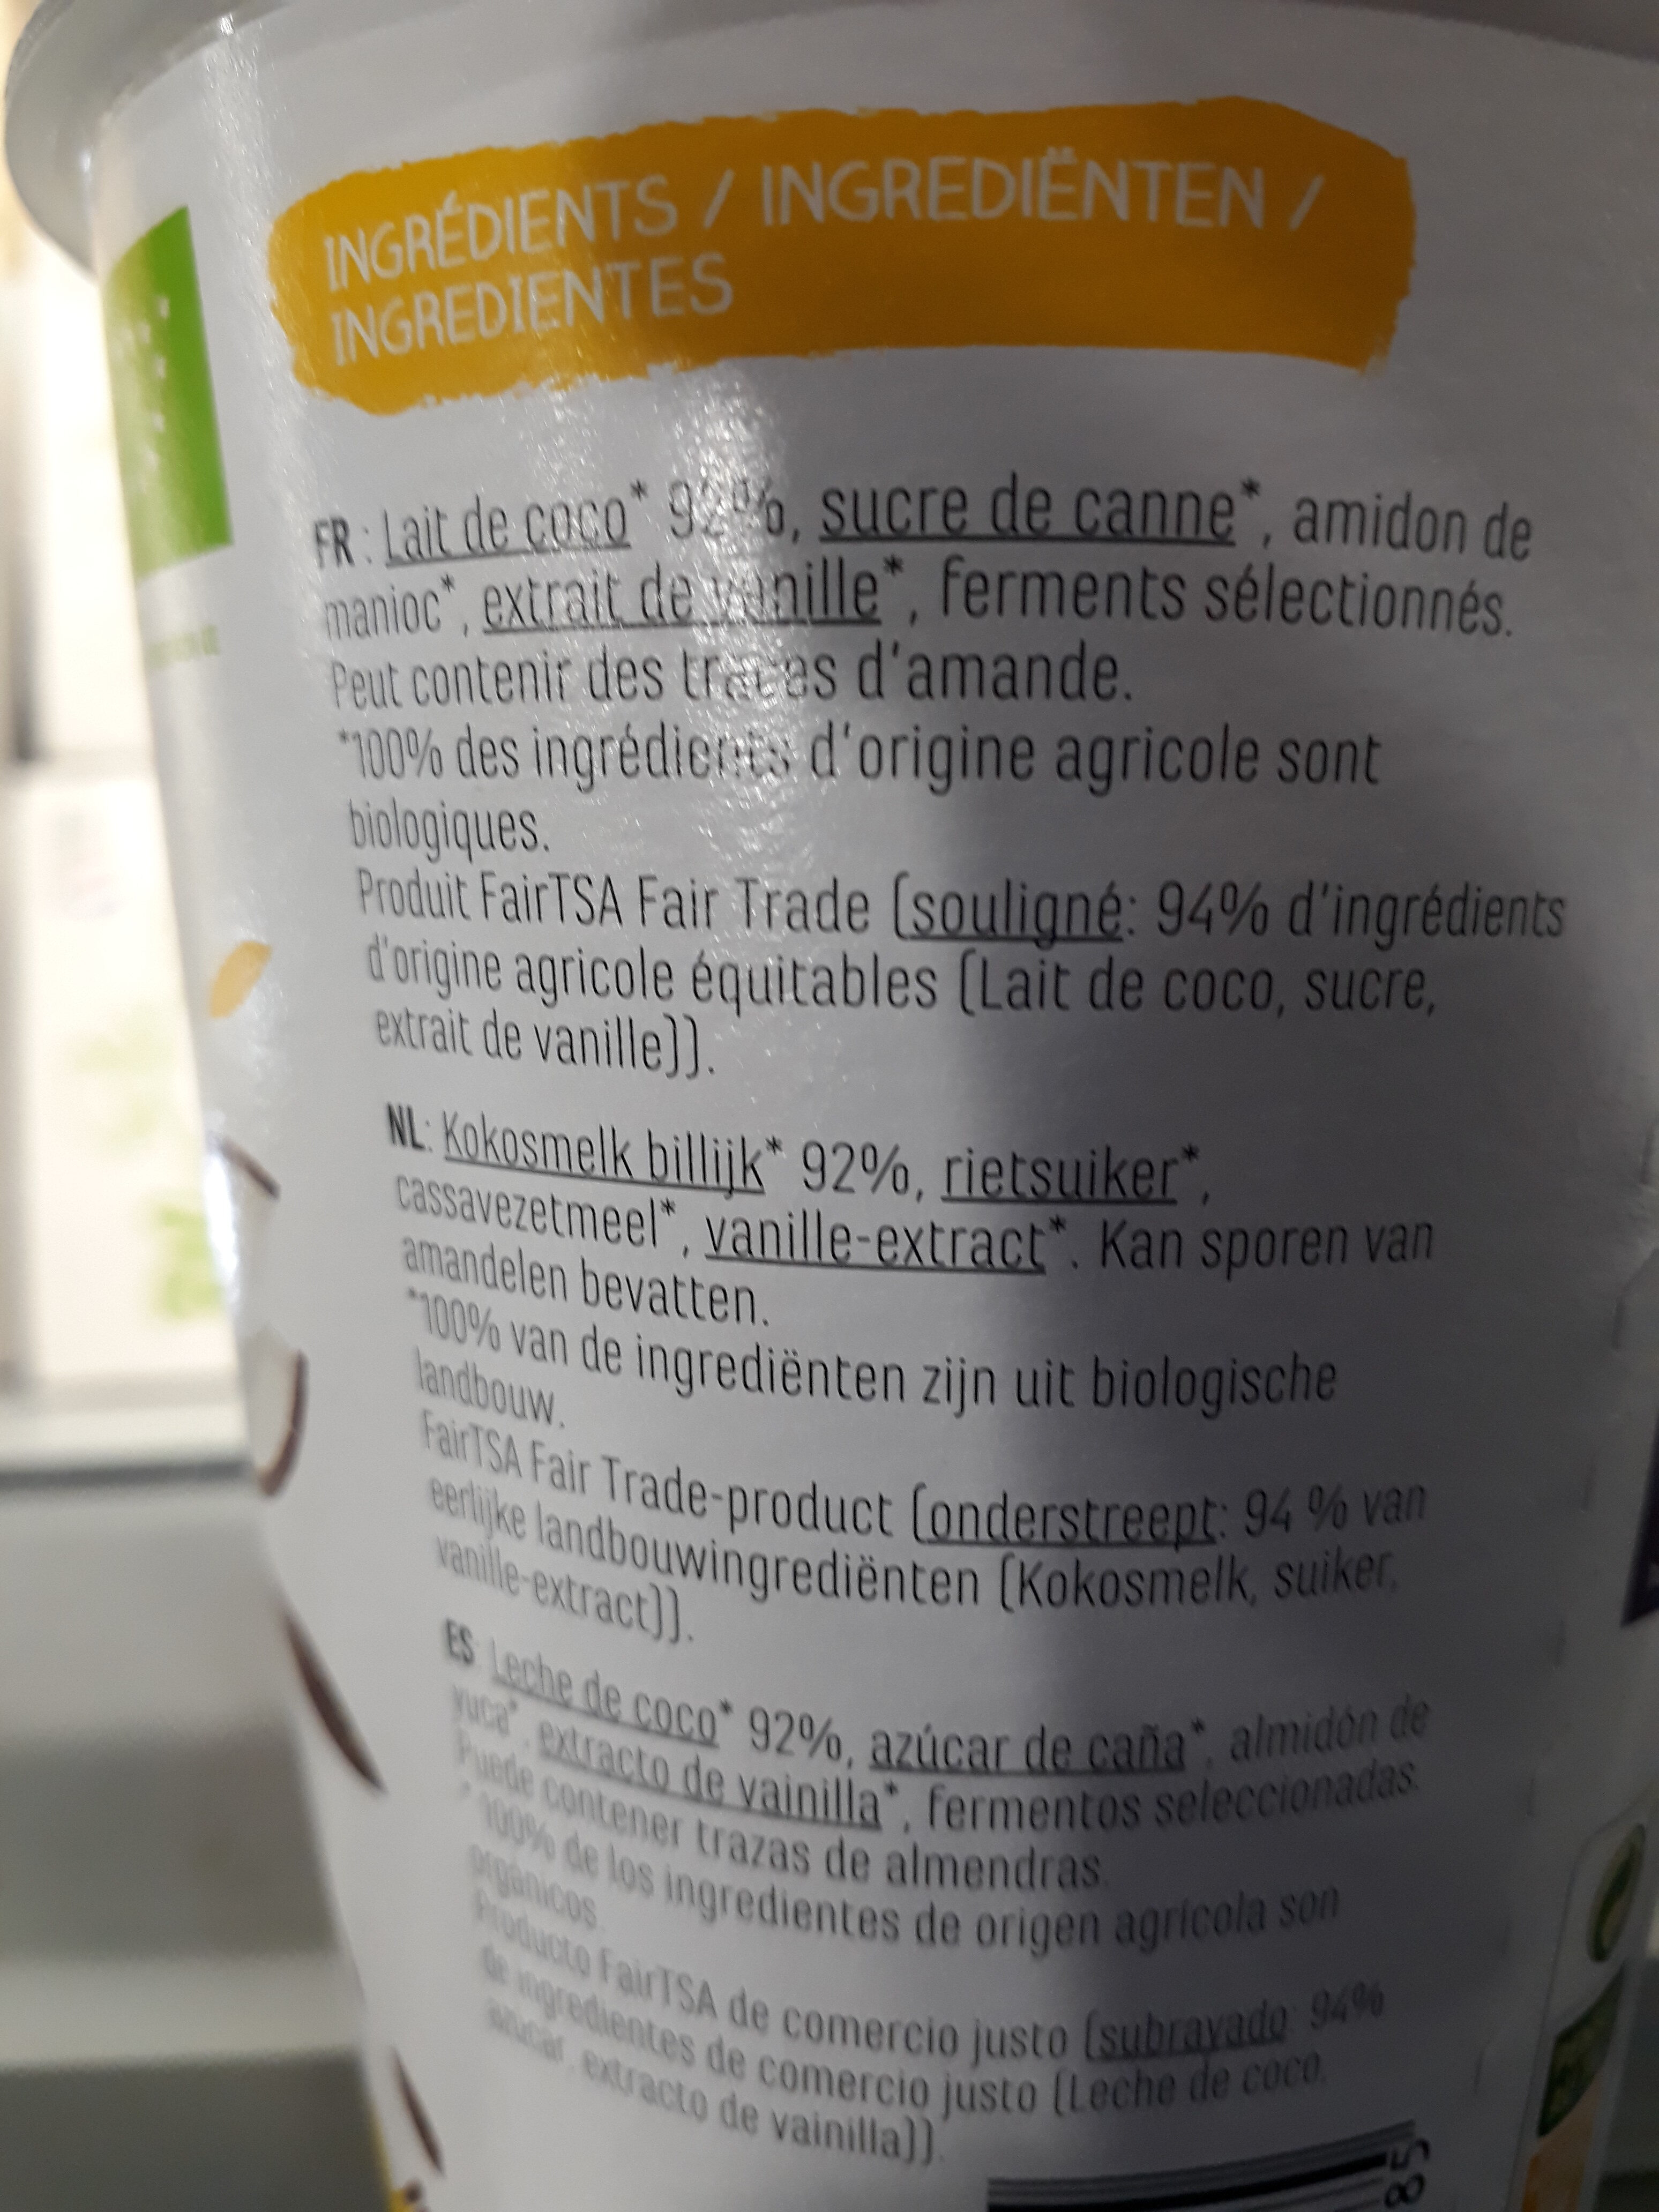 INGRÉDIENTS / INGREDIËNTEN /
INGREDIENTES
FR : Lait de coco* 92%, sucre de canne*, amidon de
manioc*, extrait de vanille*, ferments sélectionnés.
Peut contenir des traces d'amande.
*100% des ingrédients d'origine agricole sont
biologiques.
Produit FairTSA Fair Trade (souligné: 94% d'ingrédients
d'origine agricole équitables (Lait de coco, sucre,
extrait de vanille)).
NL: Kokosmelk billijk* 92%, rietsuiker*,
cassavezetmeel*, vanille-extract*. Kan sporen van
amandelen bevatten.
*100% van de ingrediënten zijn uit biologische
landbouw.
FairTSA Fair Trade-product (onderstreept: 94 % van
eerlijke landbouwingrediënten (Kokosmelk, suiker,
vanille-extract)).
ES: Leche de coco* 92%, azúcar de caña*, almidón de
yuca*, extracto de vainilla*, fermentos seleccionadas.
Puede contener trazas de almendras.
*100% de los ingredientes de origen agrícola son
orgánicos.
Producto FairTSA de comercio justo (subrayado: 94%
de ingredientes de comercio justo (Leche de coco,
azúcar, extracto de vainilla)).
85